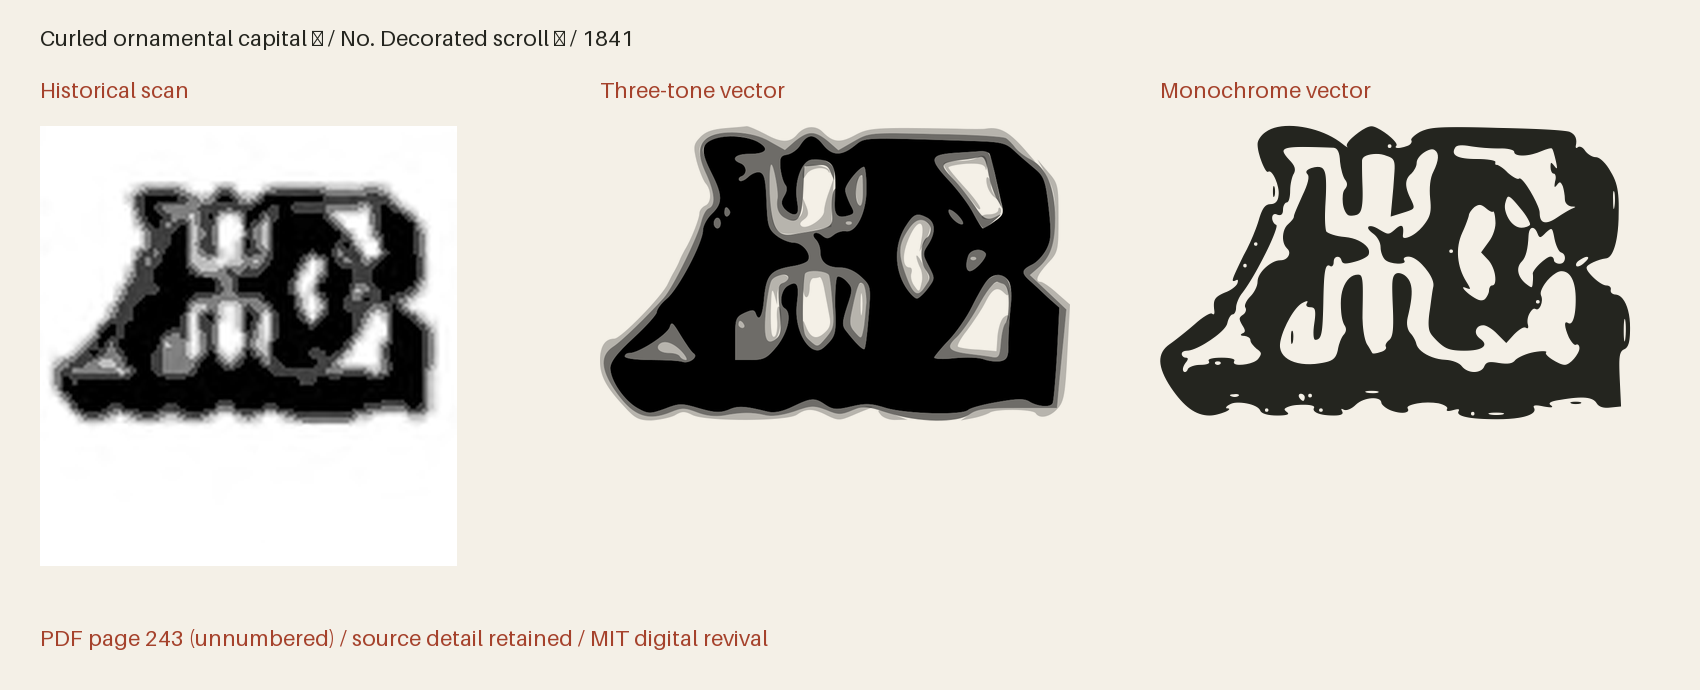 Curled ornamental capital / No. Decorated scroll / 1841
Historical scan
Three-tone vector
Monochrome vector
PDF page 243 (unnumbered) / source detail retained / MIT digital revival